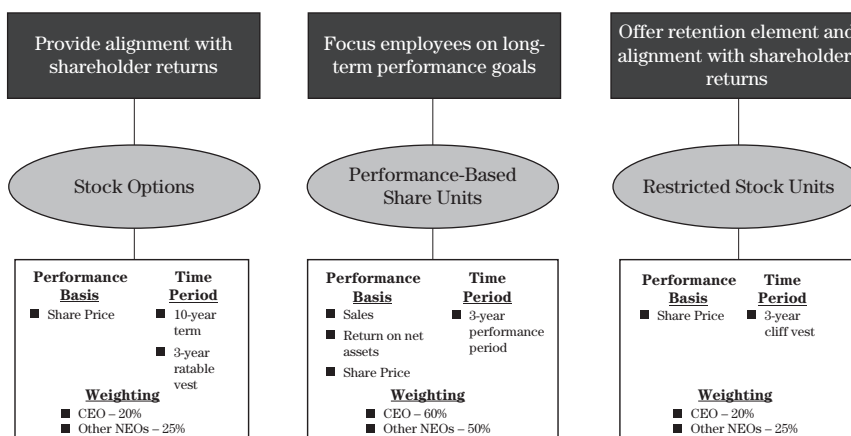 Provide alignment with
shareholder returns
Focus employees on long-
term performance goals
Offer retention element and
alignment with shareholder
returns
Stock Options
Performance-Based
Share Units
Restricted Stock Units
Performance
Basis
■ Share Price
Time
Period
■ 10-year
term
■ 3-year
ratable
vest
Weighting
■ CEO – 20%
■ Other NEOs – 25%
Performance
Basis
■ Sales
■ Return on net
assets
■ Share Price
Time
Period
■ 3-year
performance
period
Weighting
■ CEO – 60%
■ Other NEOs – 50%
Performance
Basis
■ Share Price
Time
Period
■ 3-year
cliff vest
Weighting
■ CEO – 20%
■ Other NEOs – 25%